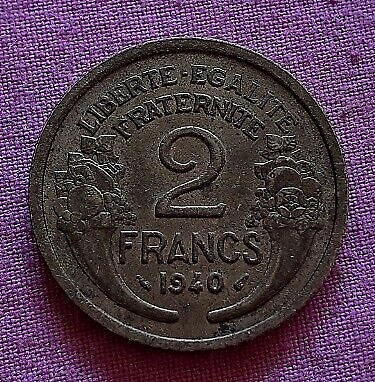 LIBERTE·EGALITE
FRATERNITE
2
FRANCS
1940